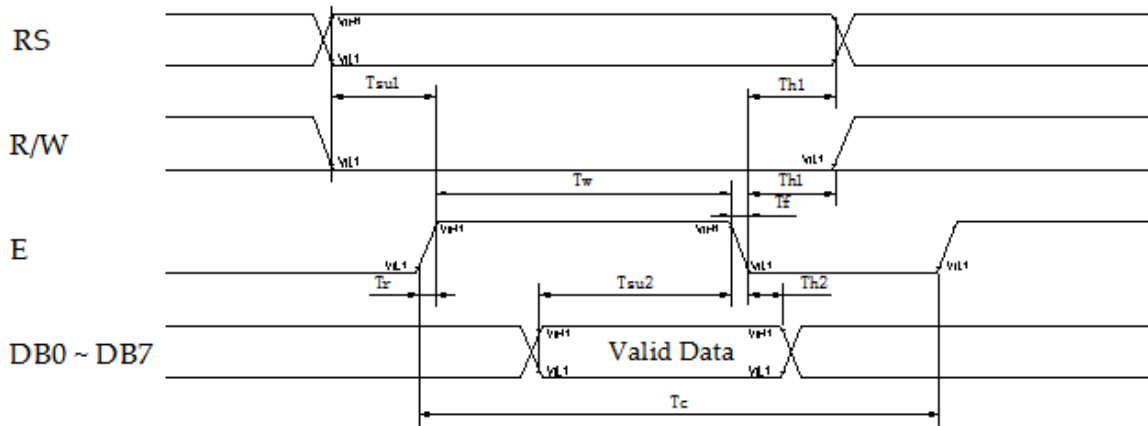 RS VIH1 VIL1
Tsu1 Th1
R/W VIL1 VIL1
Tw Th1
Tf
E VIL1 VIH1 VIH1 VIL1 VIL1
Tr Tsu2 Th2
VIH1 VIH1
DB0 ~ DB7 Valid Data
VIL1 VIL1
Tc